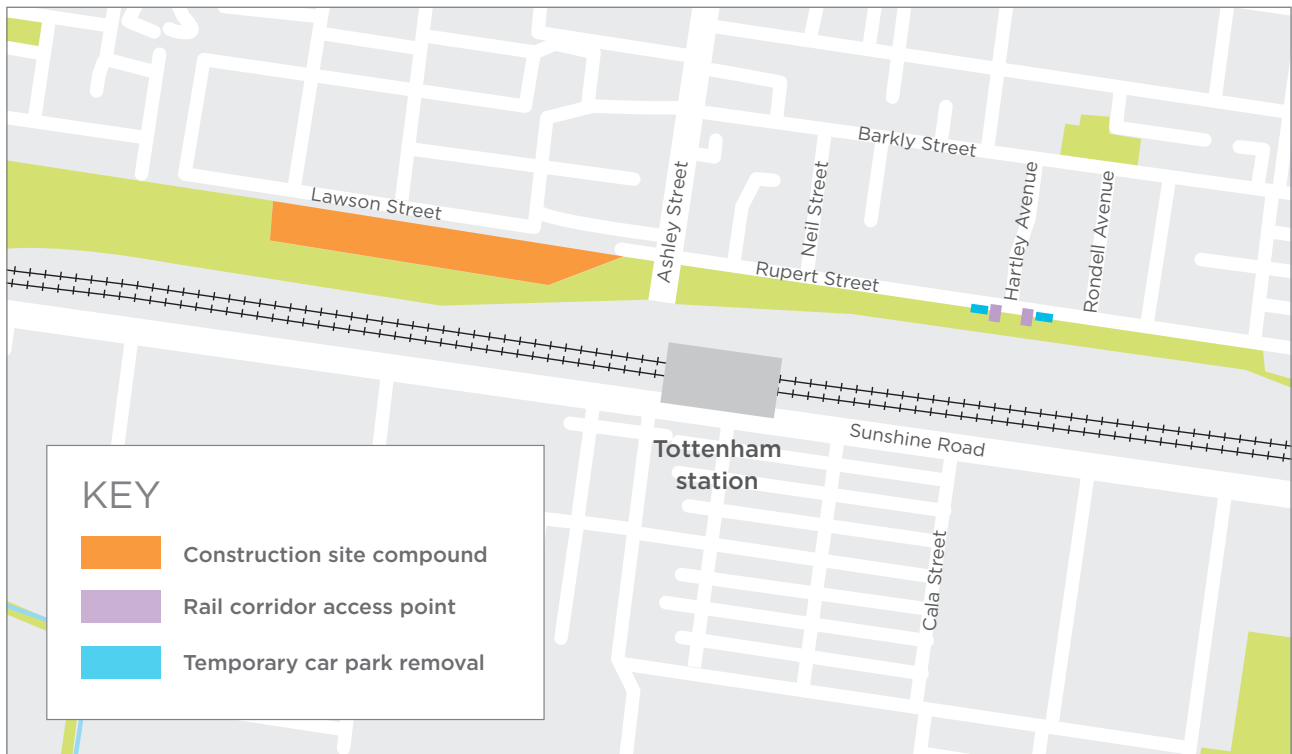 Barkly Street
Lawson Street
Ashley Street
Neil Street
Hartley Avenue
Rondell Avenue
Rupert Street
Sunshine Road
Tottenham
station
Cala Street
KEY
Construction site compound
Rail corridor access point
Temporary car park removal